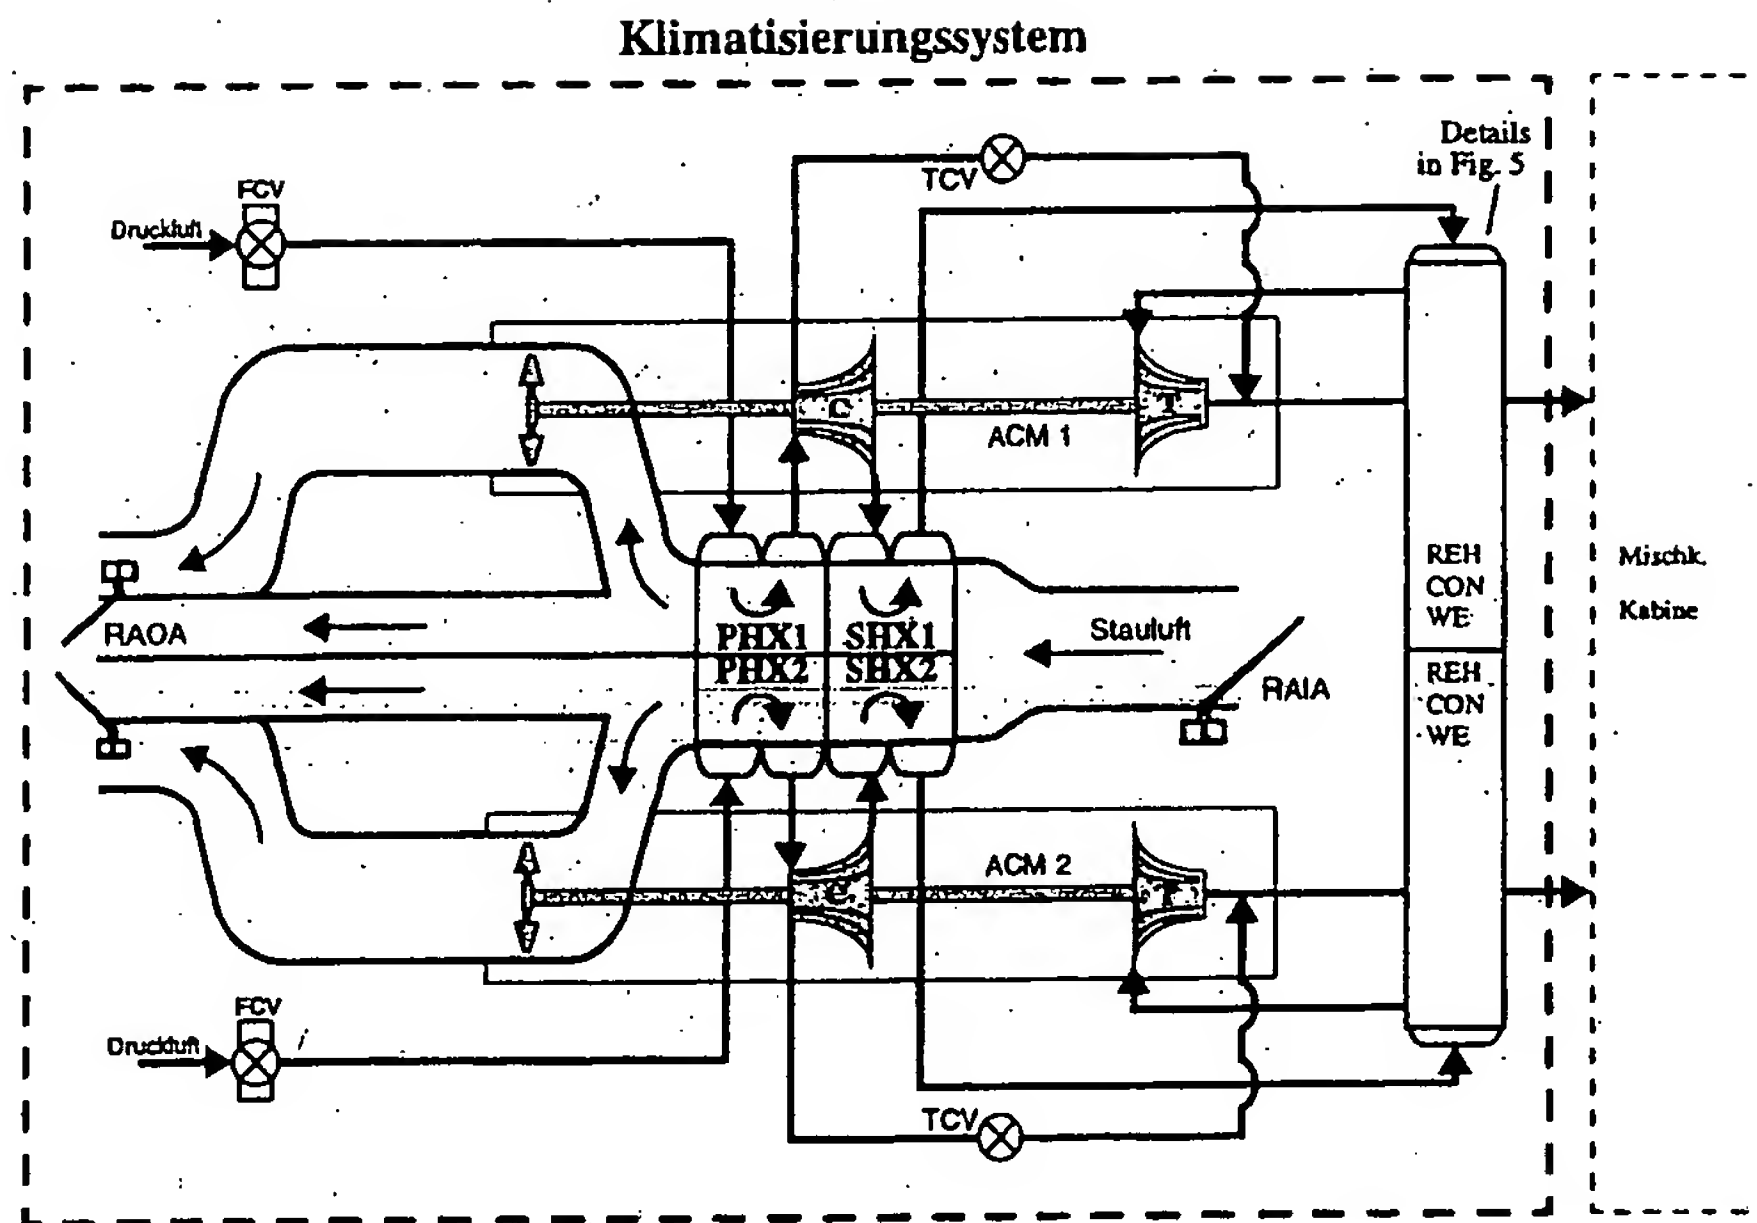 Klimatisierungssystem
Details
in Fig. 5
FCV
TCV
Druckluft
C
T
ACM 1
REH
CON
WE
Mischk.
Kabine
PHX1
SHX1
Stauluft
RAOA
PHX2
SHX2
REH
CON
WE
RAIA
ACM 2
C
T
FCV
Druckluft
TCV